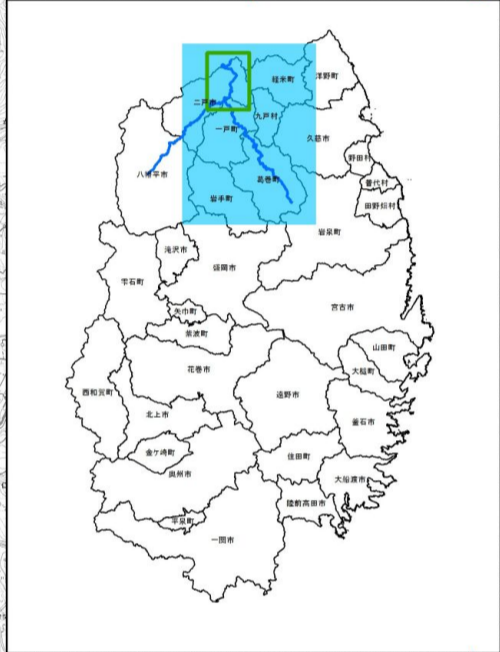 軽米町
洋野町
二戸市
九戸村
一戸町
久慈市
野田村
八幡平市
葛巻町
普代村
岩手町
田野畑村
岩泉町
滝沢市
盛岡市
雫石町
宮古市
矢巾町
紫波町
山田町
花巻市
大槌町
西和賀町
遠野市
北上市
釜石市
金ケ崎町
住田町
奥州市
大船渡市
陸前高田市
平泉町
一関市